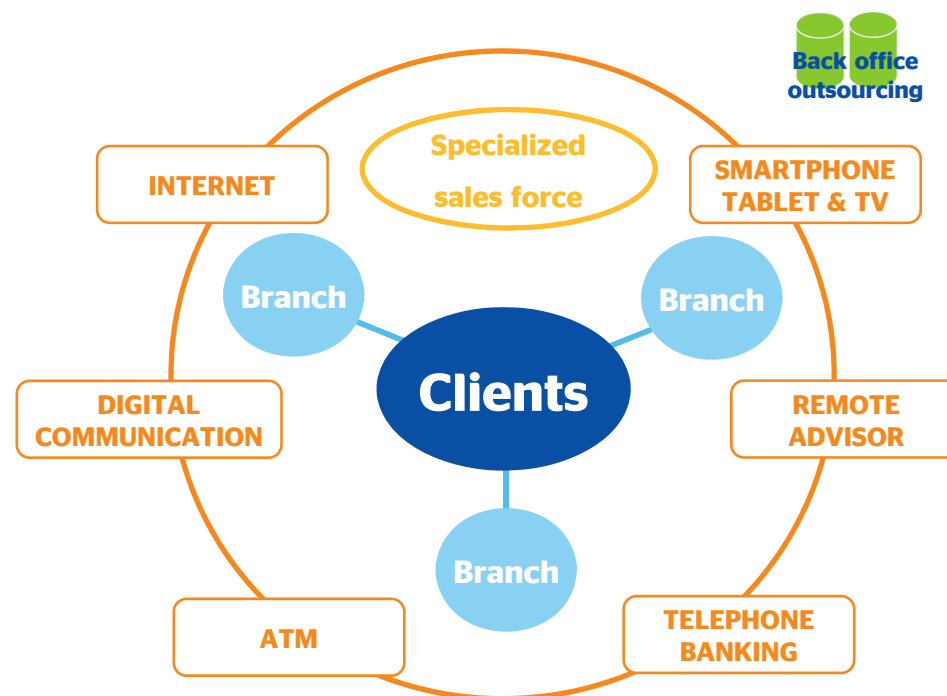 Back office
outsourcing
Specialized
sales force
INTERNET
SMARTPHONE
TABLET & TV
Branch
Branch
Clients
DIGITAL
COMMUNICATION
REMOTE
ADVISOR
Branch
ATM
TELEPHONE
BANKING